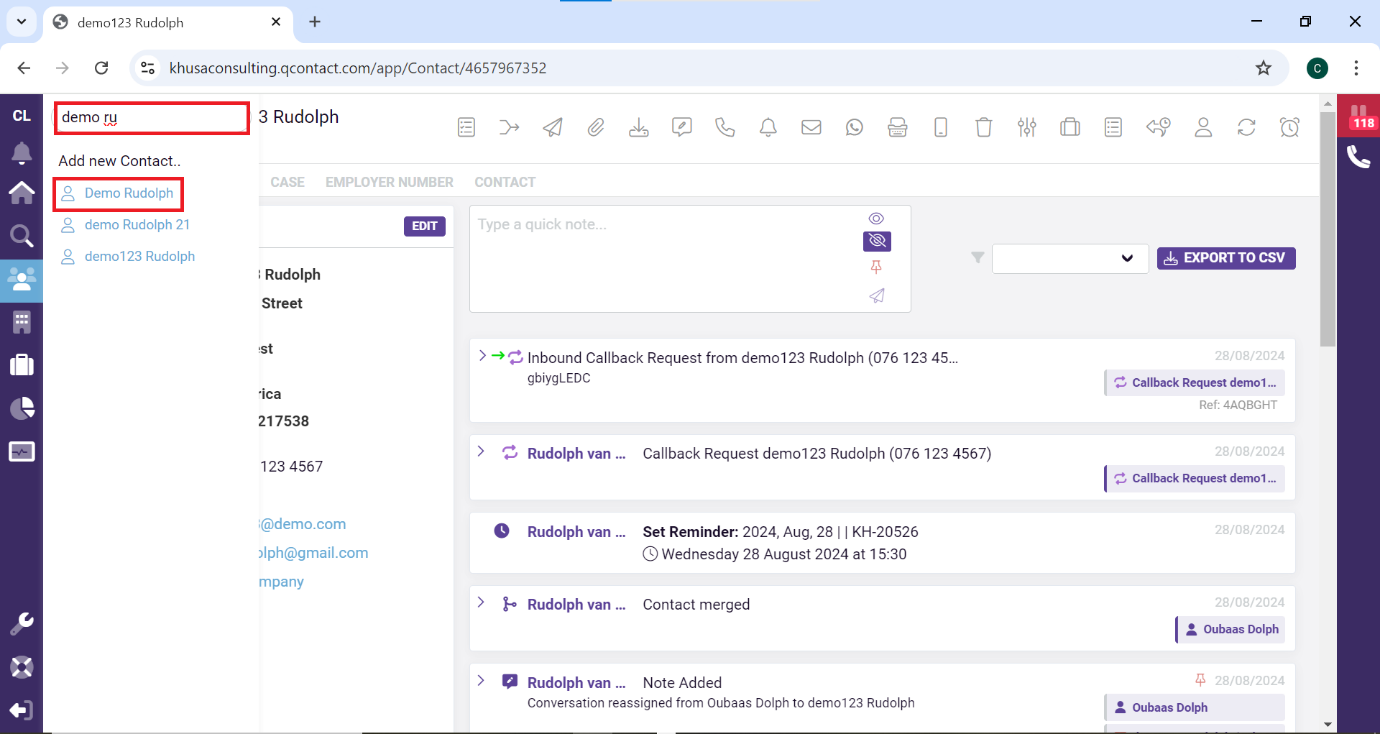 demo123 Rudolph
khusaconsulting.qcontact.com/app/Contact/4657967352
C
CL
demo ru
3 Rudolph
118
Add new Contact..
Demo Rudolph
demo Rudolph 21
demo123 Rudolph
CASE EMPLOYER NUMBER CONTACT
EDIT
Type a quick note...
EXPORT TO CSV
Rudolph
Street
est
rica
217538
123 4567
@demo.com
olph@gmail.com
mpany
Inbound Callback Request from demo123 Rudolph (076 123 45...
28/08/2024
gbiygLEDC
Callback Request demo1...
Ref: 4AQBGHT
Rudolph van ... Callback Request demo123 Rudolph (076 123 4567)
28/08/2024
Callback Request demo1...
Rudolph van ... Set Reminder: 2024, Aug, 28 | | KH-20526
28/08/2024
Wednesday 28 August 2024 at 15:30
Rudolph van ... Contact merged
28/08/2024
Oubaas Dolph
Rudolph van ... Note Added
28/08/2024
Conversation reassigned from Oubaas Dolph to demo123 Rudolph
Oubaas Dolph